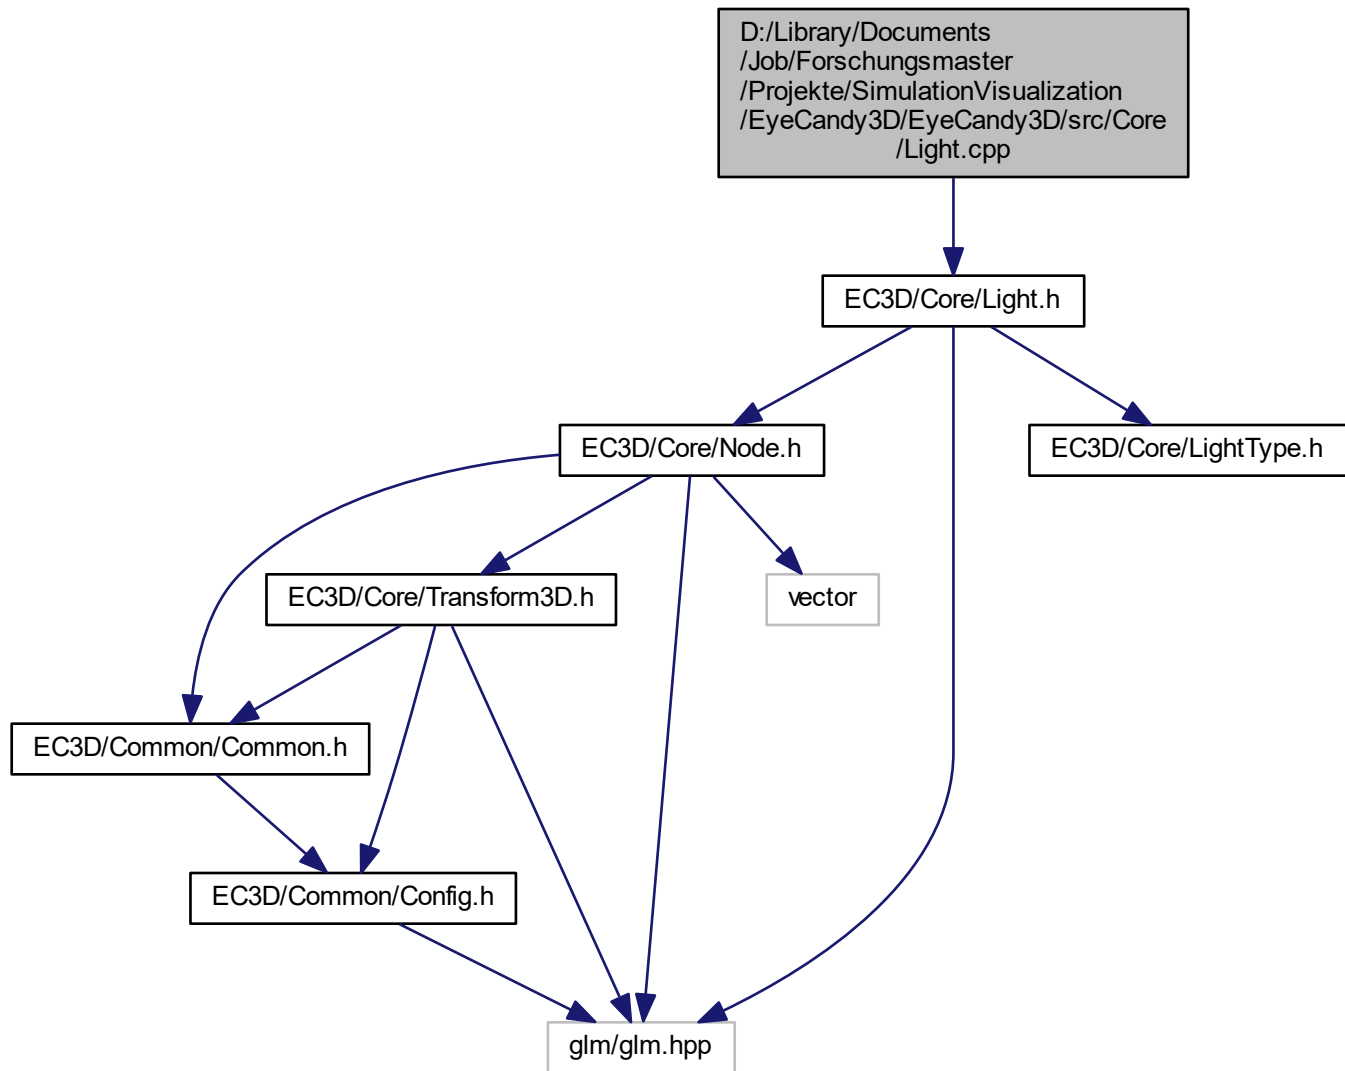 D:/Library/Documents
/Job/Forschungsmaster
/Projekte/SimulationVisualization
/EyeCandy3D/EyeCandy3D/src/Core
/Light.cpp
EC3D/Core/Light.h
EC3D/Core/Node.h
EC3D/Core/LightType.h
EC3D/Core/Transform3D.h
vector
EC3D/Common/Common.h
EC3D/Common/Config.h
glm/glm.hpp